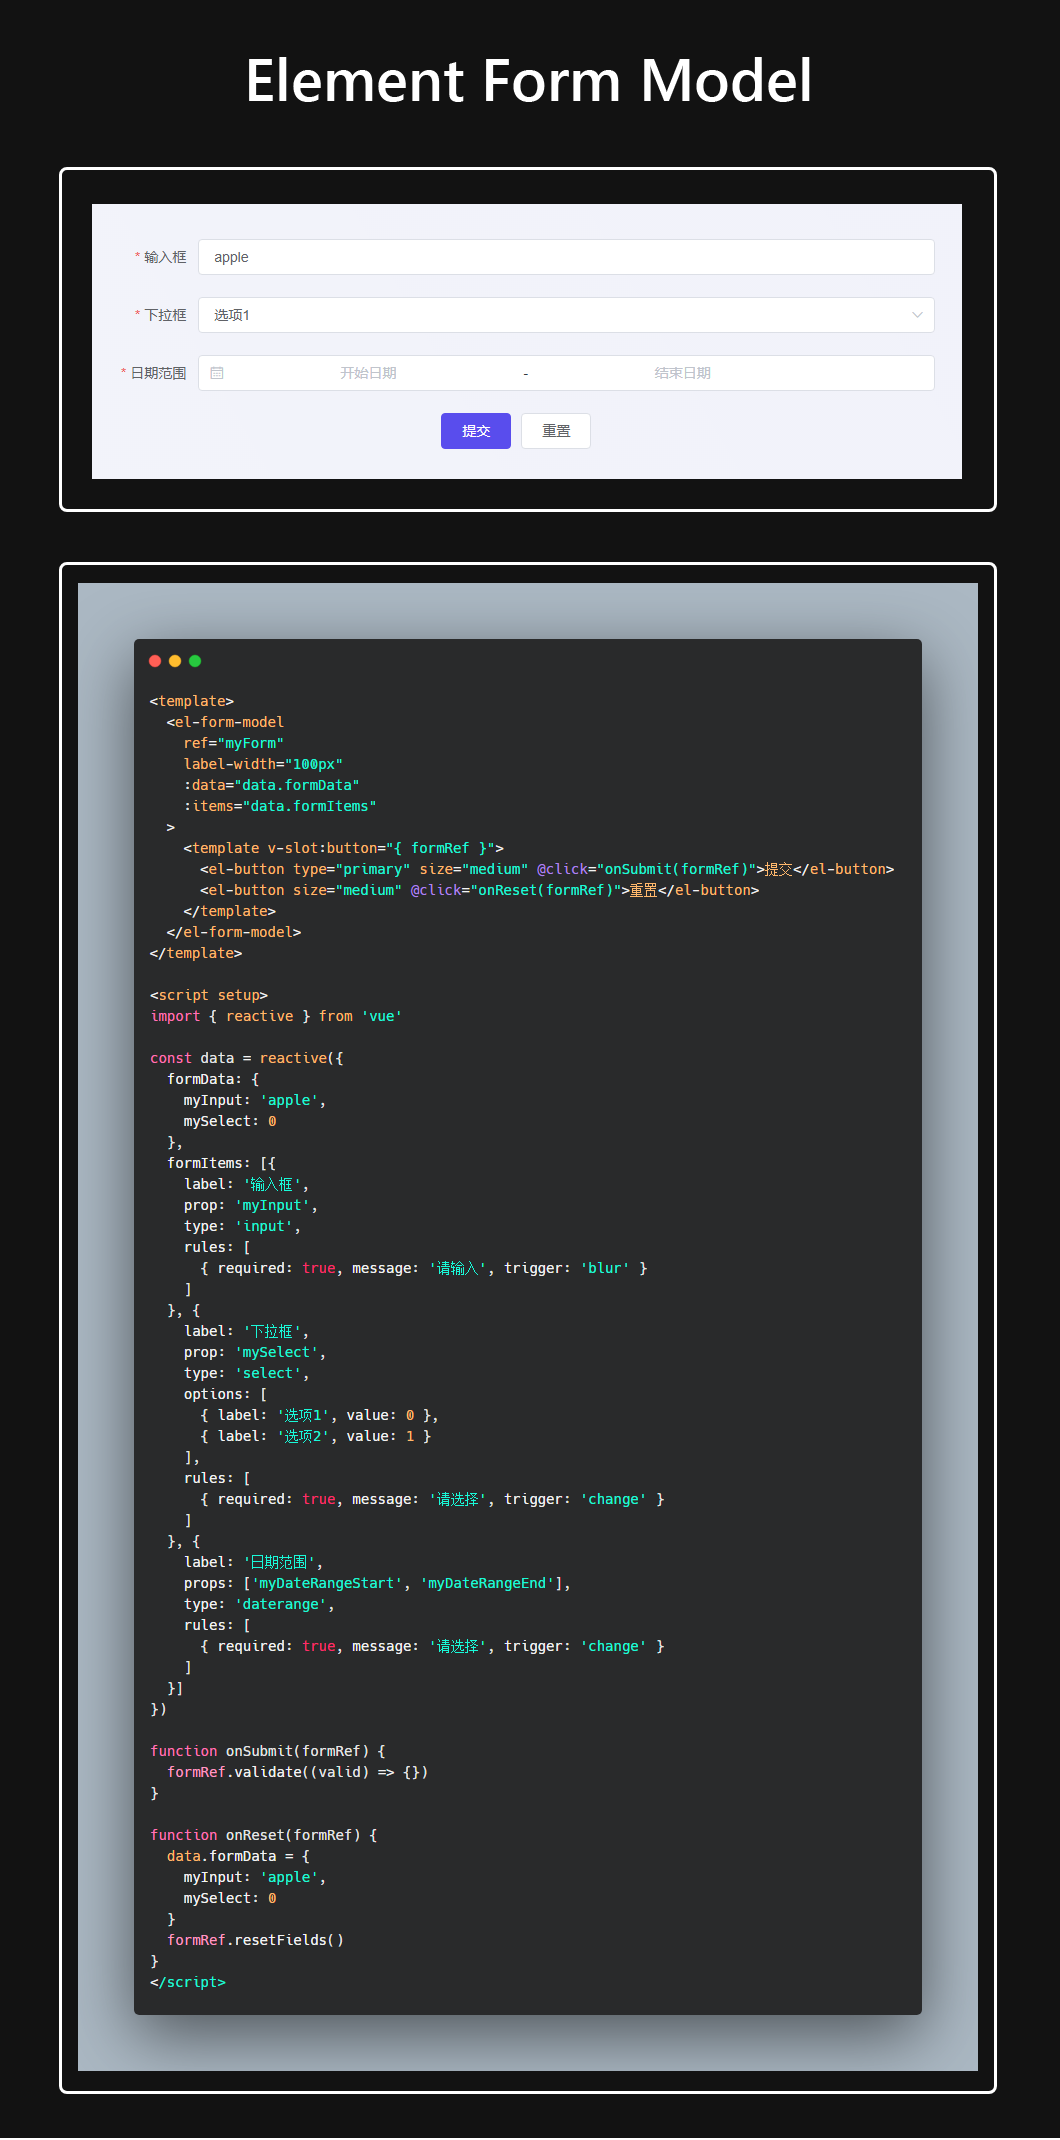 Element Form Model
* 输入框 apple
* 下拉框 选项1
* 日期范围 开始日期 - 结束日期
提交 重置
<template>
  <el-form-model
    ref="myForm"
    label-width="100px"
    :data="data.formData"
    :items="data.formItems"
  >
    <template v-slot:button="{ formRef }">
      <el-button type="primary" size="medium" @click="onSubmit(formRef)">提交</el-button>
      <el-button size="medium" @click="onReset(formRef)">重置</el-button>
    </template>
  </el-form-model>
</template>

<script setup>
import { reactive } from 'vue'

const data = reactive({
  formData: {
    myInput: 'apple',
    mySelect: 0
  },
  formItems: [{
    label: '输入框',
    prop: 'myInput',
    type: 'input',
    rules: [
      { required: true, message: '请输入', trigger: 'blur' }
    ]
  }, {
    label: '下拉框',
    prop: 'mySelect',
    type: 'select',
    options: [
      { label: '选项1', value: 0 },
      { label: '选项2', value: 1 }
    ],
    rules: [
      { required: true, message: '请选择', trigger: 'change' }
    ]
  }, {
    label: '日期范围',
    props: ['myDateRangeStart', 'myDateRangeEnd'],
    type: 'daterange',
    rules: [
      { required: true, message: '请选择', trigger: 'change' }
    ]
  }]
})

function onSubmit(formRef) {
  formRef.validate((valid) => {})
}

function onReset(formRef) {
  data.formData = {
    myInput: 'apple',
    mySelect: 0
  }
  formRef.resetFields()
}
</script>